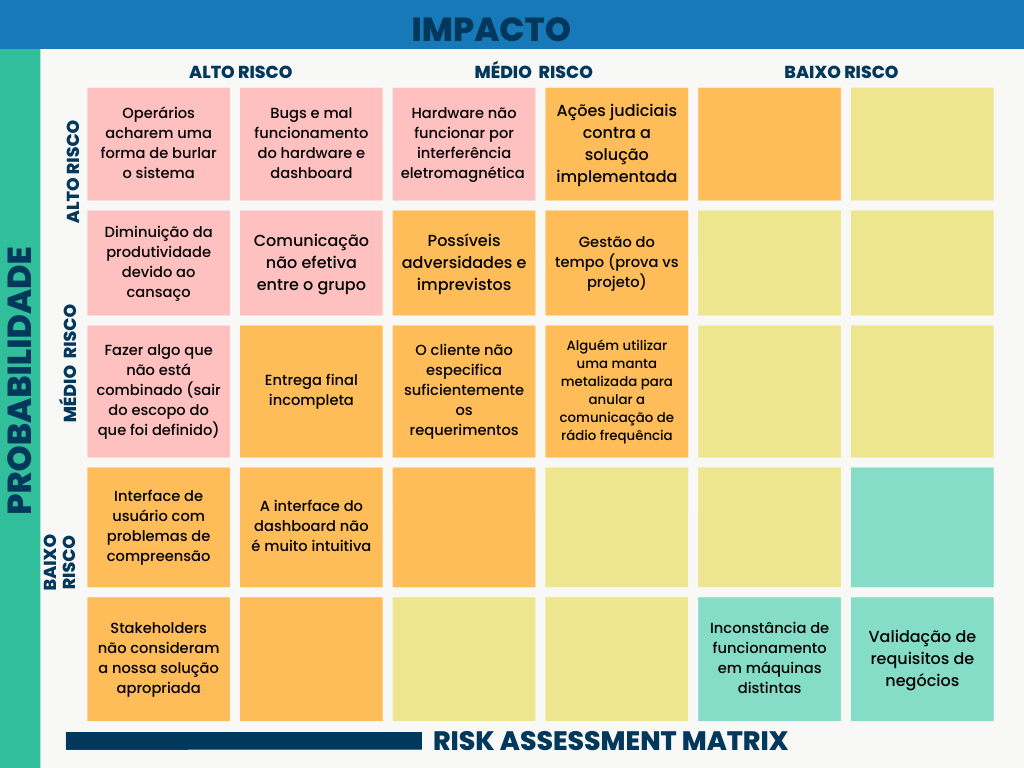 IMPACTO
ALTO RISCO
MÉDIO RISCO
BAIXO RISCO
PROBABILIDADE
ALTO RISCO
Operários
acharem uma
forma de burlar
o sistema
Bugs e mal
funcionamento
do hardware e
dashboard
Hardware não
funcionar por
interferência
eletromagnética
Ações judiciais
contra a
solução
implementada
Diminuição da
produtividade
devido ao
cansaço
Comunicação
não efetiva
entre o grupo
Possíveis
adversidades e
imprevistos
Gestão do
tempo (prova vs
projeto)
MÉDIO RISCO
Fazer algo que
não está
combinado (sair
do escopo do
que foi definido)
Entrega final
incompleta
O cliente não
especifica
suficientemente
os
requerimentos
Alguém utilizar
uma manta
metalizada para
anular a
comunicação de
rádio frequência
BAIXO
RISCO
Interface de
usuário com
problemas de
compreensão
A interface do
dashboard não
é muito intuitiva
Stakeholders
não consideram
a nossa solução
apropriada
Inconstância de
funcionamento
em máquinas
distintas
Validação de
requisitos de
negócios
RISK ASSESSMENT MATRIX